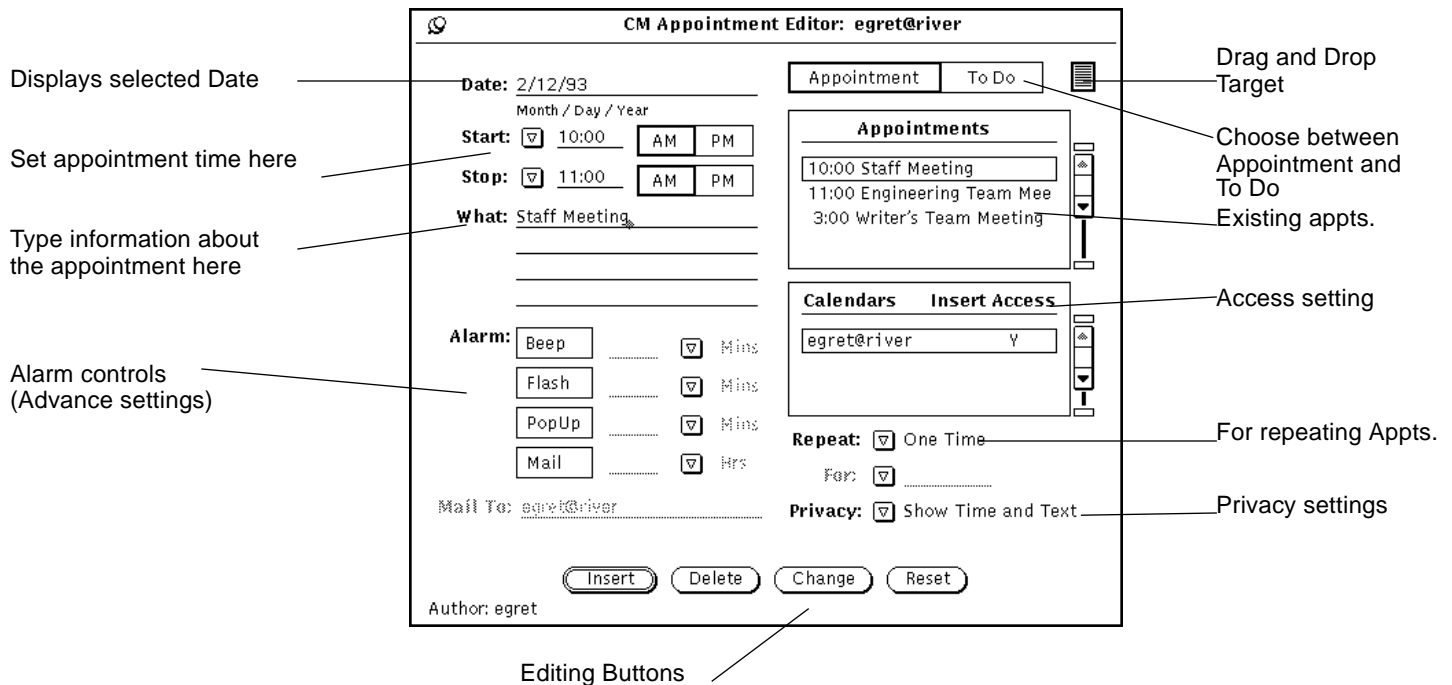 CM Appointment Editor: egret@river
Displays selected Date
Set appointment time here
Type information about
the appointment here
Alarm controls
(Advance settings)
Date: 2/12/93
Month / Day / Year
Start: 10:00 AM PM
Stop: 11:00 AM PM
What: Staff Meeting
Alarm: Beep Mins
Flash Mins
PopUp Mins
Mail Hrs
Mail To: egret@river
Appointment To Do
Appointments
10:00 Staff Meeting
11:00 Engineering Team Mee
3:00 Writer's Team Meeting
Calendars Insert Access
egret@river Y
Repeat: One Time
For:
Privacy: Show Time and Text
Insert Delete Change Reset
Author: egret
Drag and Drop
Target
Choose between
Appointment and
To Do
Existing appts.
Access setting
For repeating Appts.
Privacy settings
Editing Buttons